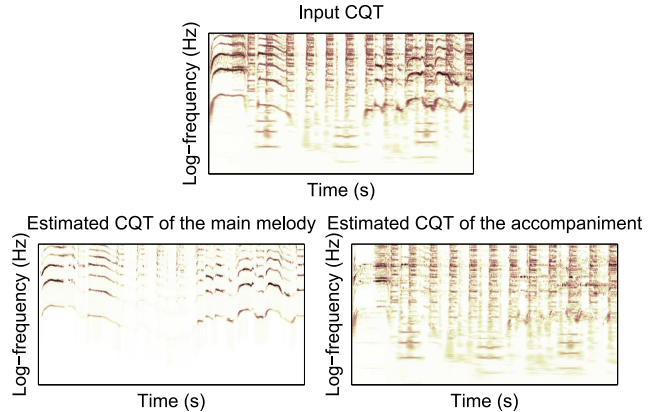 Input CQT
Log-frequency (Hz)
Time (s)
Estimated CQT of the main melody
Log-frequency (Hz)
Time (s)
Estimated CQT of the accompaniment
Log-frequency (Hz)
Time (s)